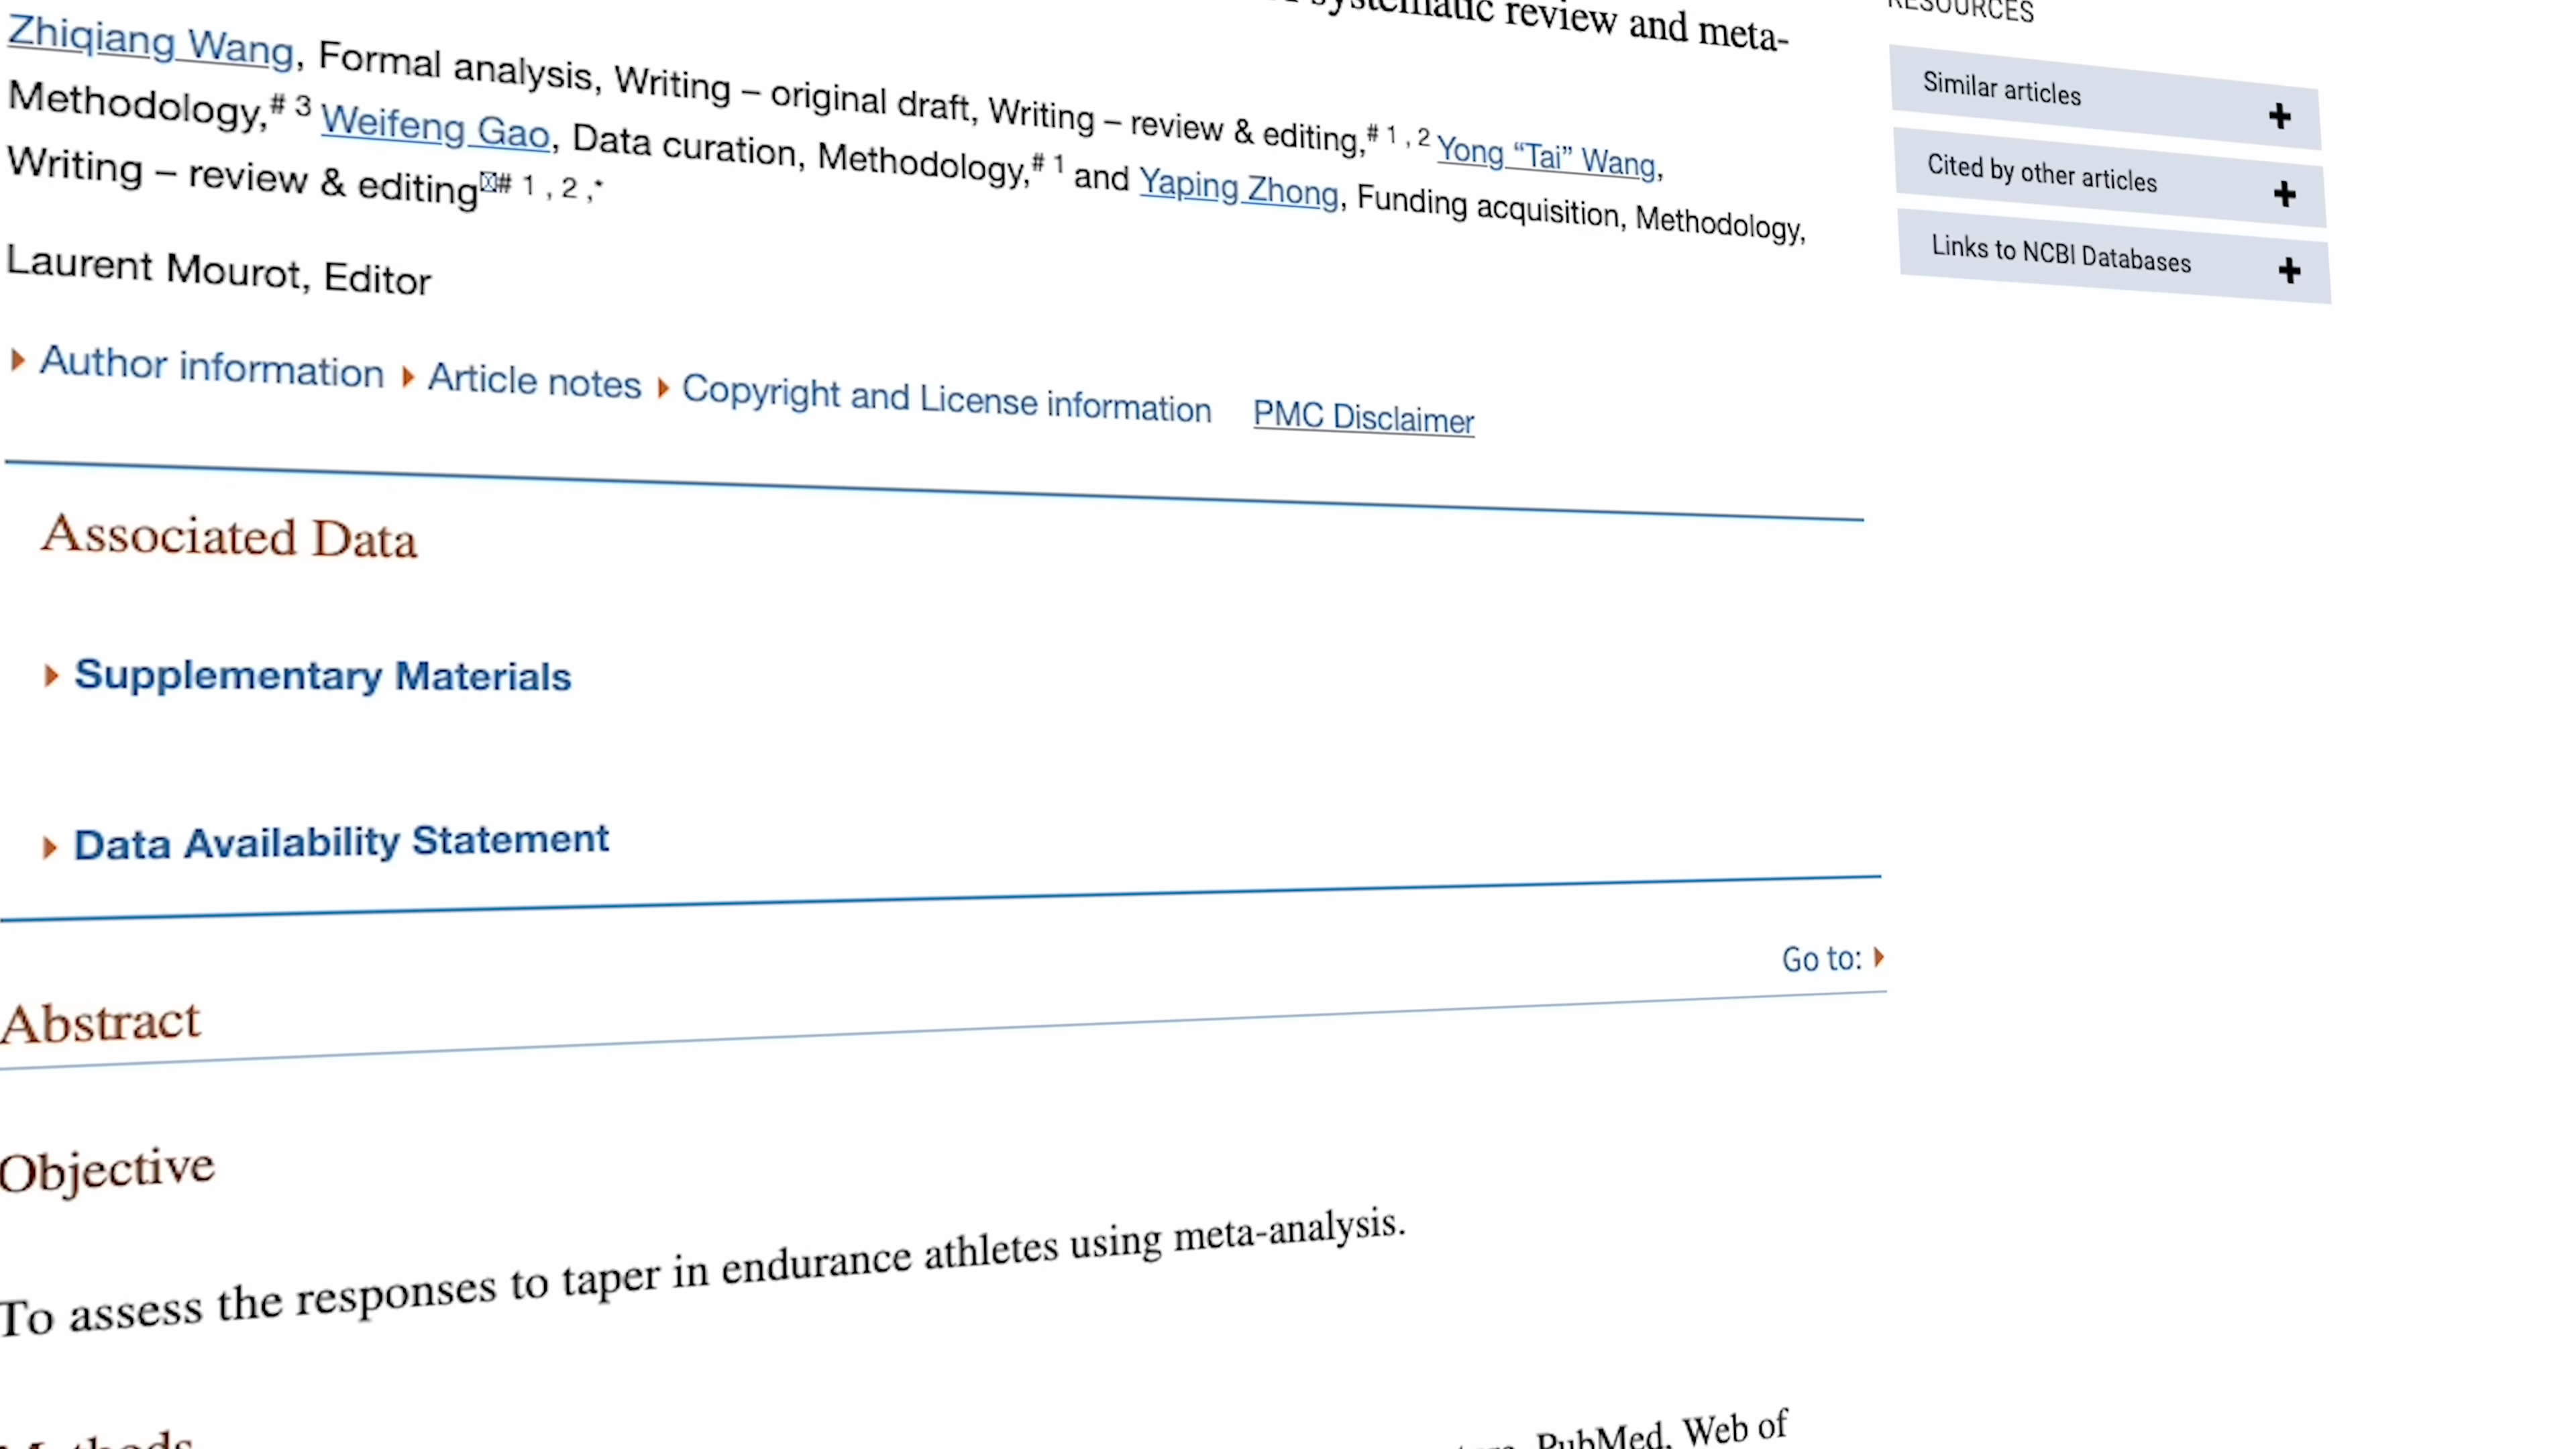 systematic review and meta-
Zhiqiang Wang, Formal analysis, Writing – original draft, Writing – review & editing,# 1 , 2 Yong “Tai” Wang,
Methodology,# 3 Weifeng Gao, Data curation, Methodology,# 1 and Yaping Zhong, Funding acquisition, Methodology,
Writing – review & editing# 1 , 2 ,*
Laurent Mourot, Editor
Author information Article notes Copyright and License information PMC Disclaimer
Associated Data
Supplementary Materials
Data Availability Statement
Go to:
Abstract
Objective
To assess the responses to taper in endurance athletes using meta-analysis.
Methods
PubMed, Web of
RESOURCES
Similar articles
Cited by other articles
Links to NCBI Databases